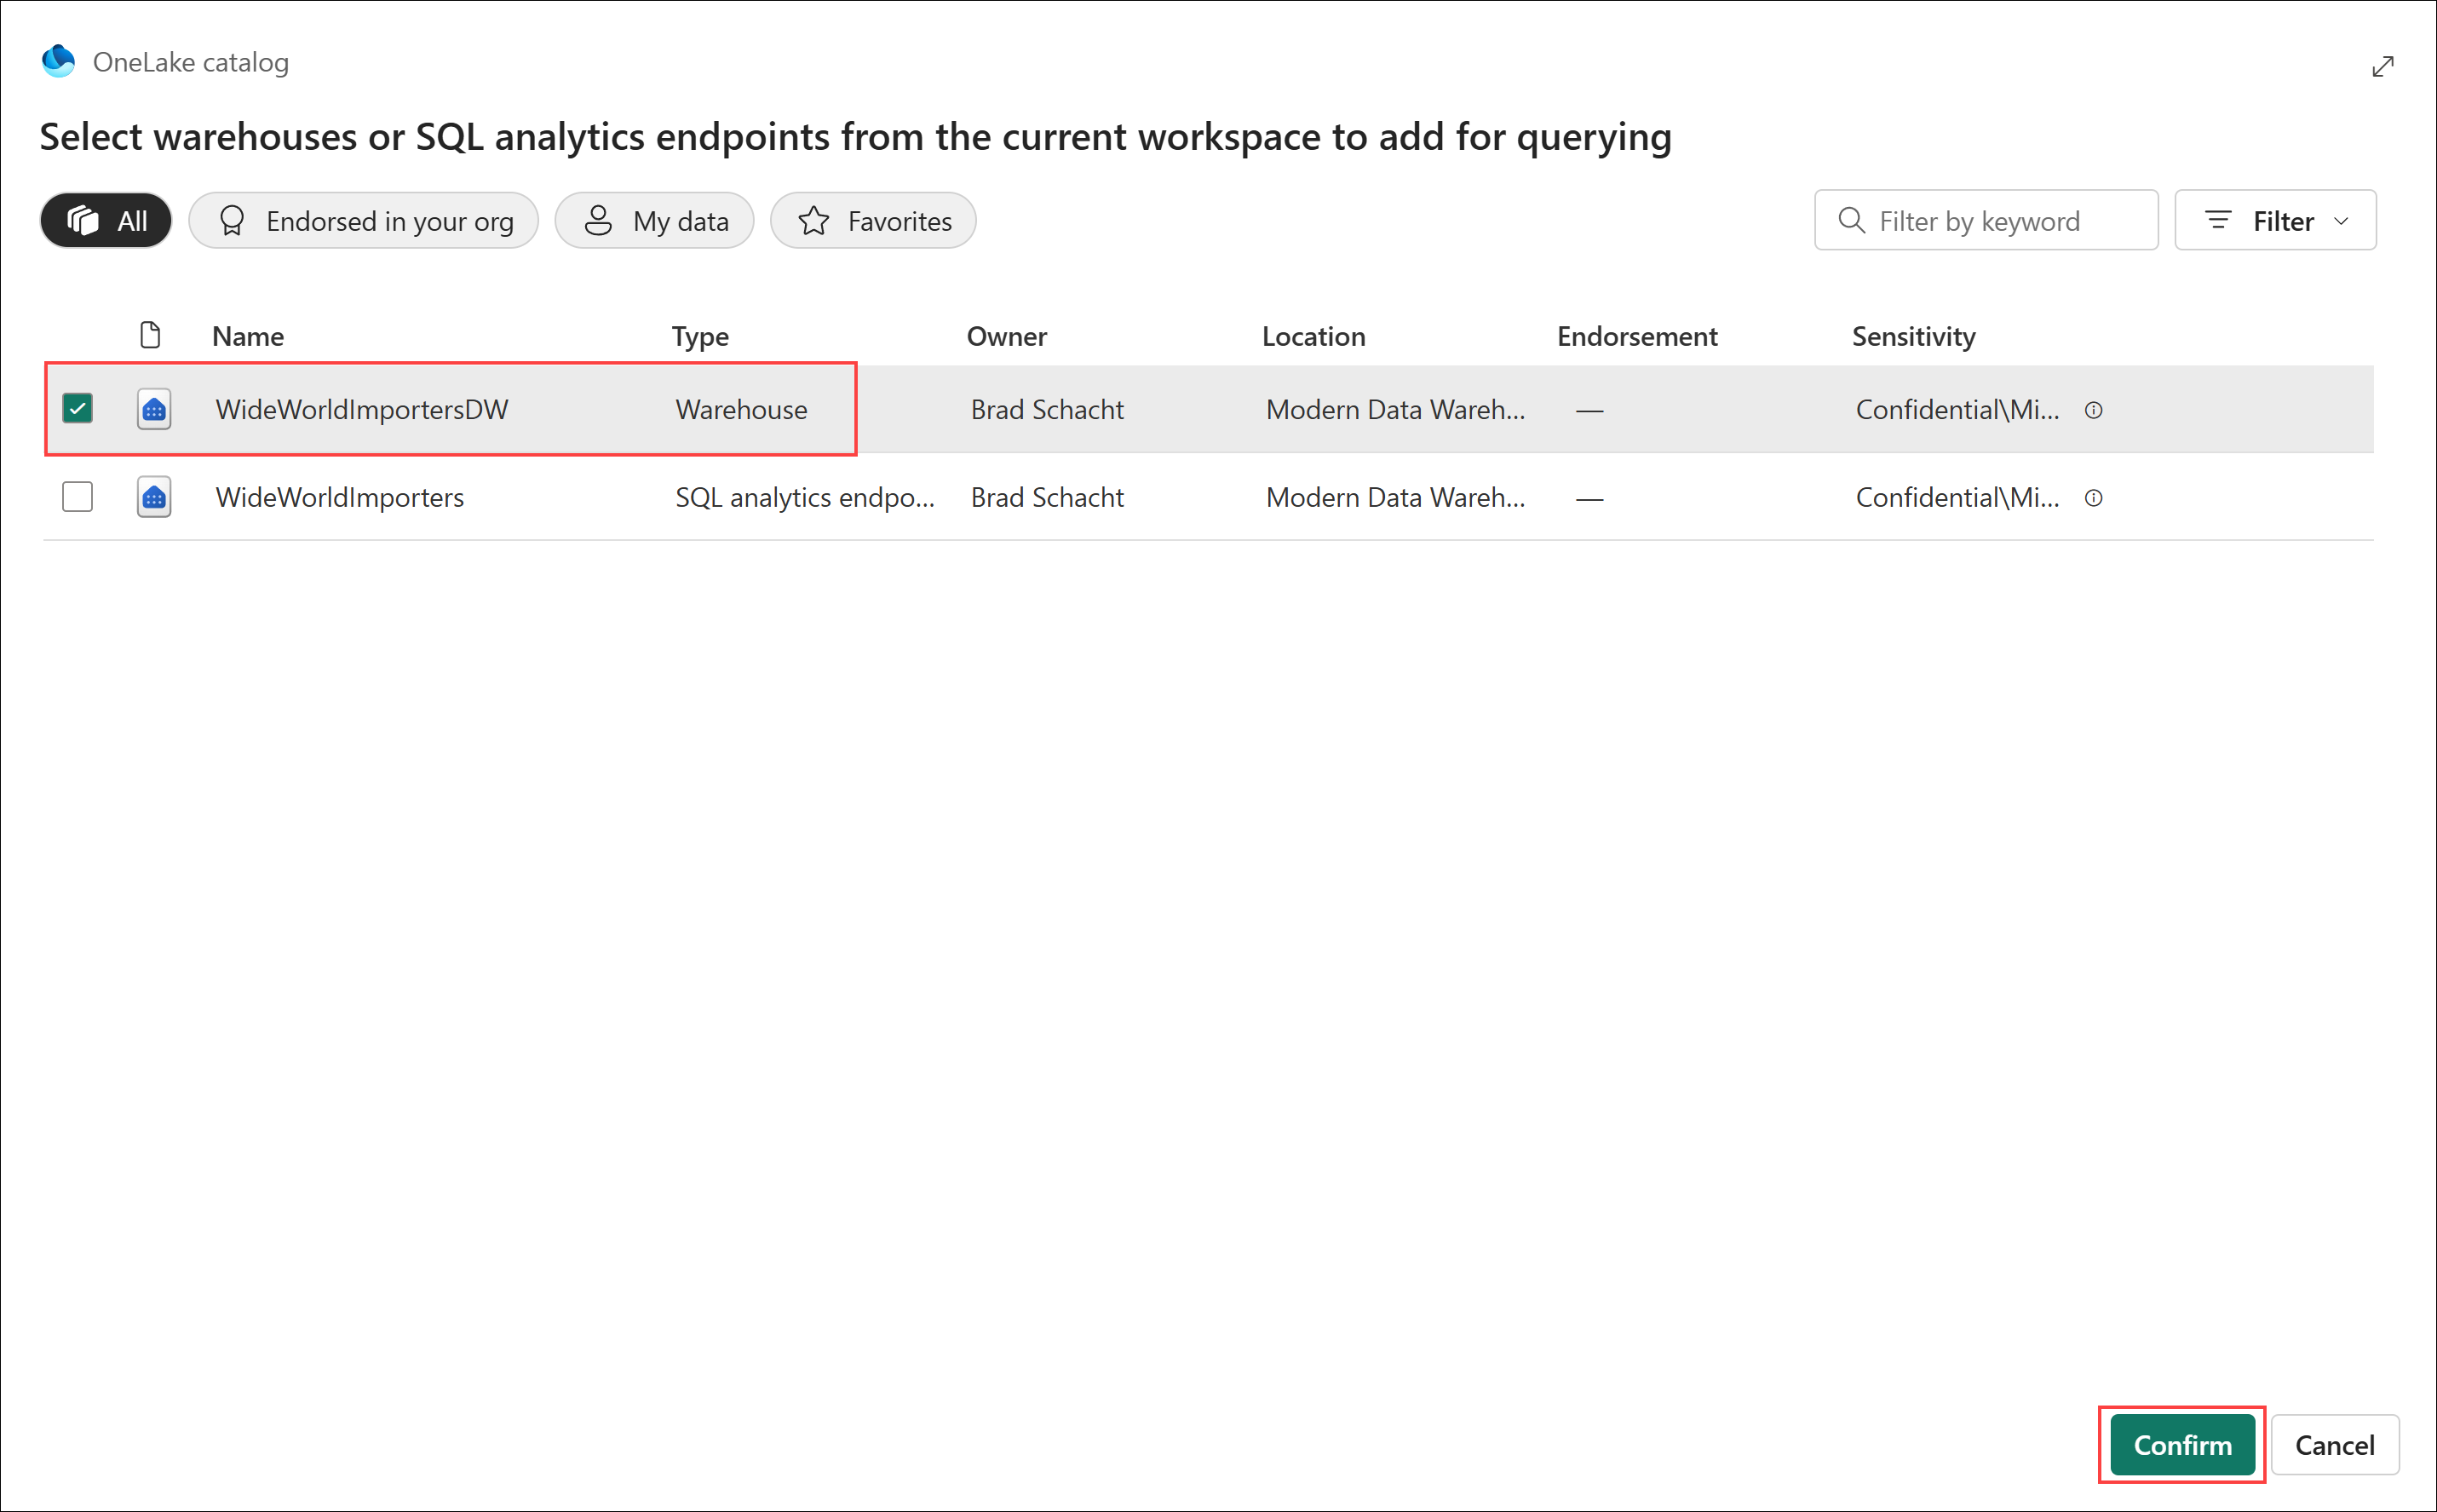 OneLake catalog
Select warehouses or SQL analytics endpoints from the current workspace to add for querying
All Endorsed in your org My data Favorites Filter by keyword Filter
Name Type Owner Location Endorsement Sensitivity
WideWorldImportersDW Warehouse Brad Schacht Modern Data Wareh... — Confidential\Mi...
WideWorldImporters SQL analytics endpo... Brad Schacht Modern Data Wareh... — Confidential\Mi...
Confirm Cancel